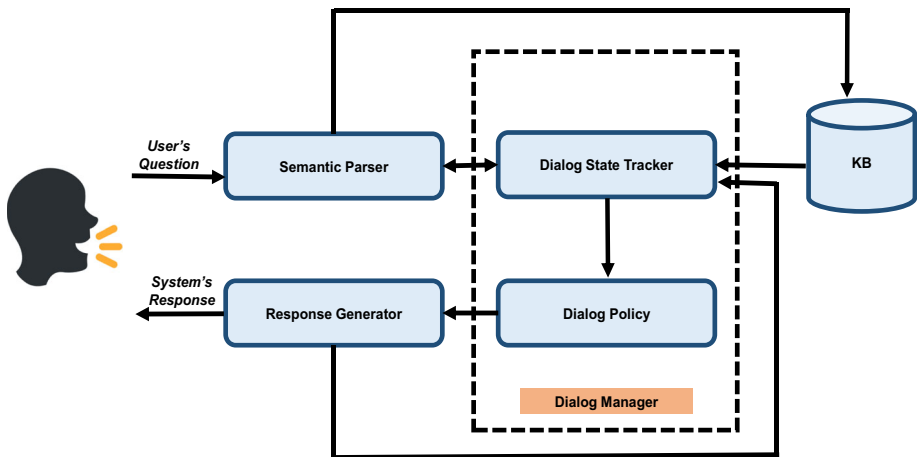 User's
Question
Semantic Parser
Dialog State Tracker
KB
System's
Response
Response Generator
Dialog Policy
Dialog Manager